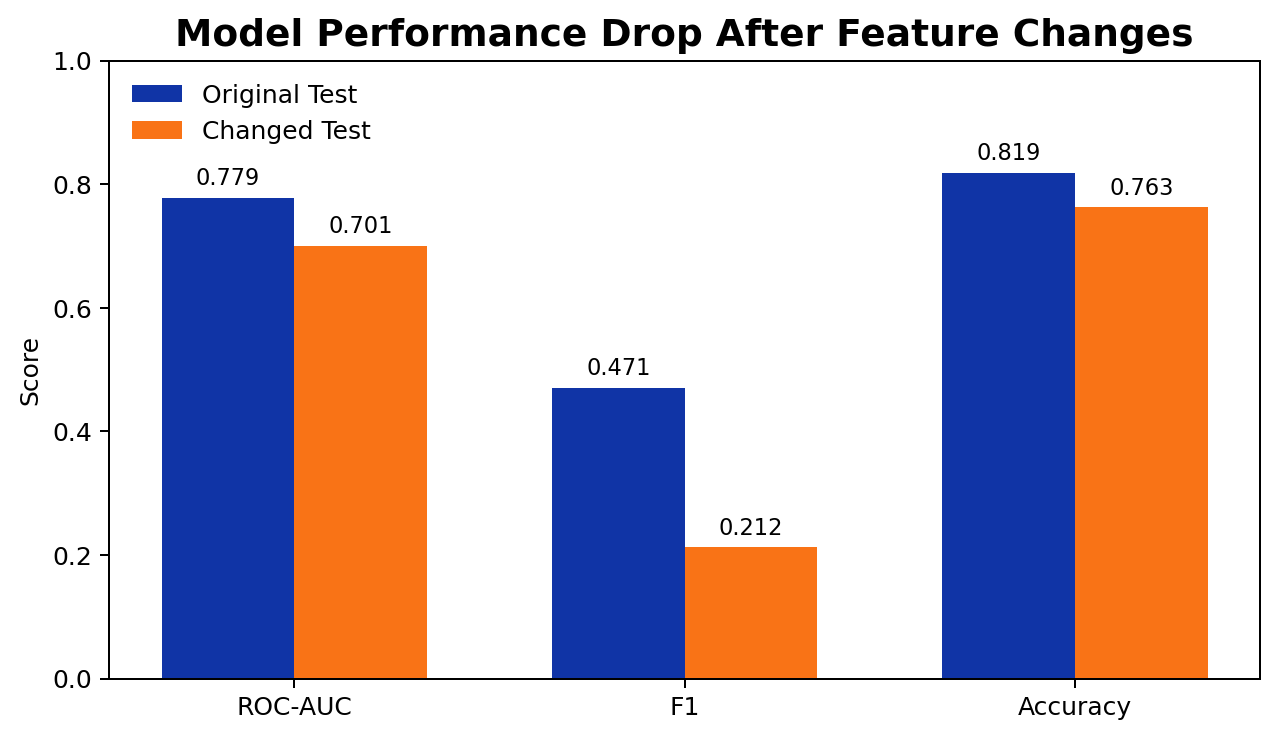 Model Performance Drop After Feature Changes
1.0
0.8
0.6
0.4
0.2
0.0
Score
Original Test
Changed Test
0.779
0.701
0.471
0.212
0.819
0.763
ROC-AUC
F1
Accuracy